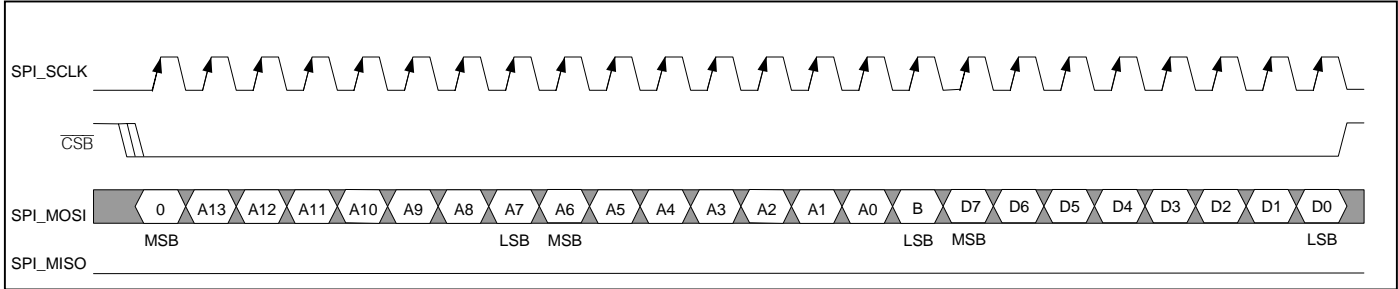 SPI_SCLK
CSB
SPI_MOSI 0 A13 A12 A11 A10 A9 A8 A7 A6 A5 A4 A3 A2 A1 A0 B D7 D6 D5 D4 D3 D2 D1 D0
MSB LSB MSB LSB MSB LSB
SPI_MISO